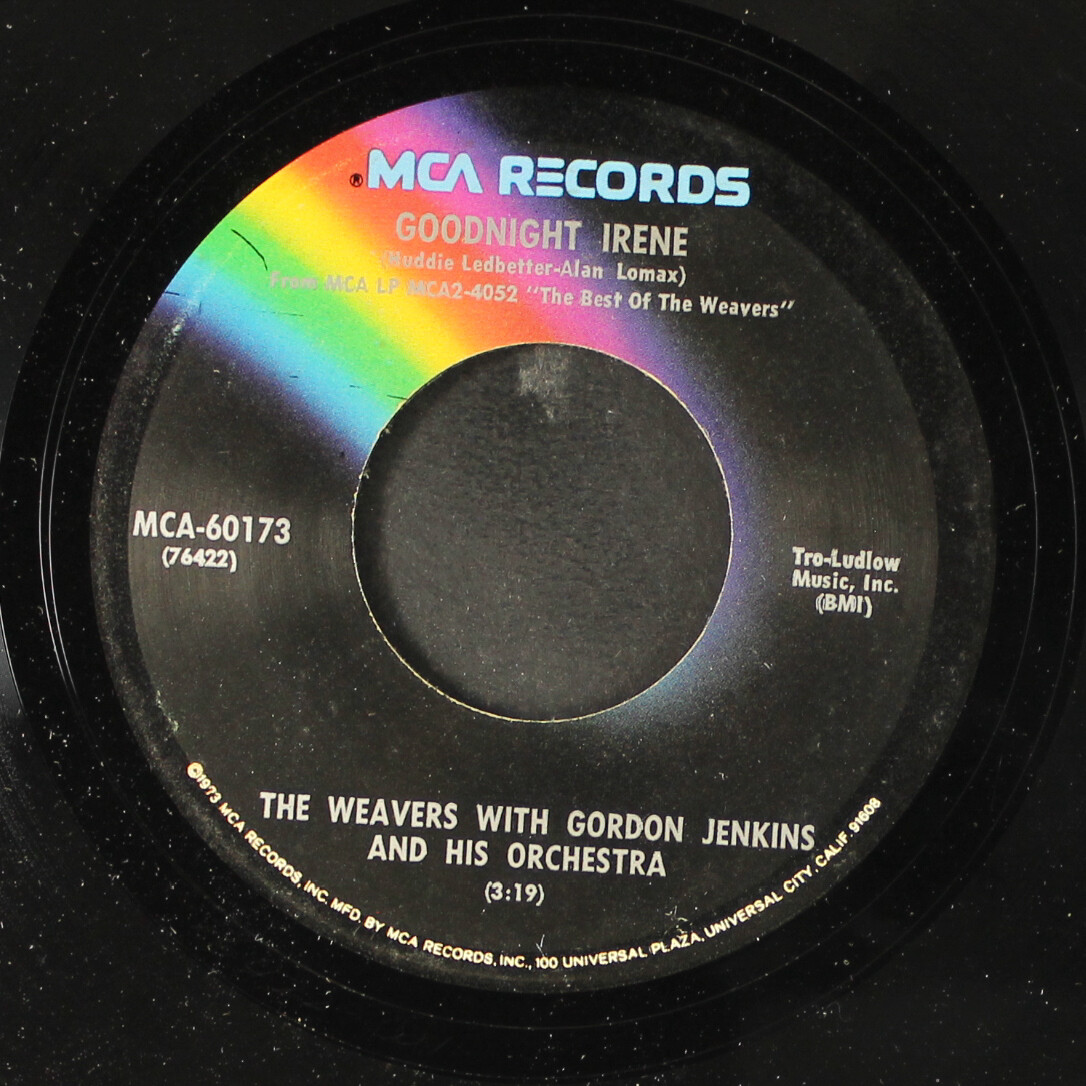 ® MCA RECORDS
GOODNIGHT IRENE
(Huddie Ledbetter-Alan Lomax)
From MCA LP MCA2-4052 "The Best Of The Weavers"
MCA-60173
(76422)
Tro-Ludlow
Music, Inc.
(BMI)
THE WEAVERS WITH GORDON JENKINS
AND HIS ORCHESTRA
(3:19)
©1973 MCA RECORDS, INC. MFD. BY MCA RECORDS, INC., 100 UNIVERSAL PLAZA, UNIVERSAL CITY, CALIF. 91608